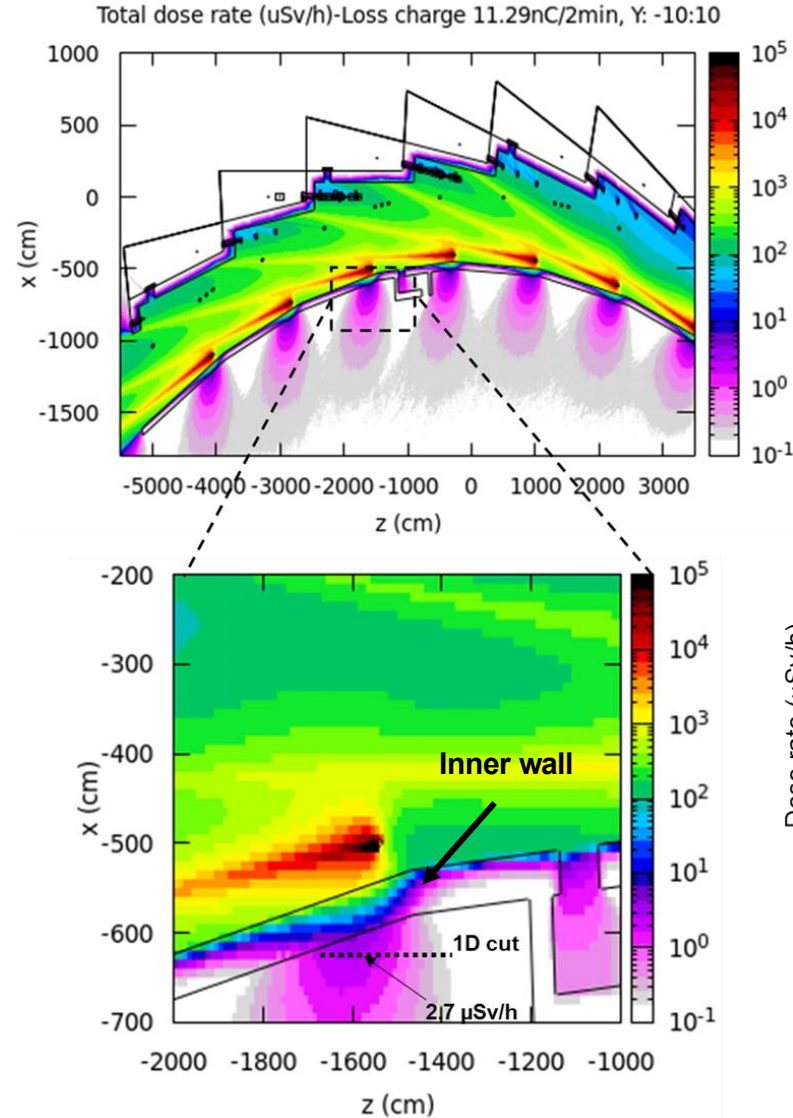 Total dose rate (uSv/h)-Loss charge 11.29nC/2min, Y: -10:10
1000
500
0
-500
-1000
-1500
x (cm)
-5000 -4000 -3000 -2000 -1000 0 1000 2000 3000
z (cm)
10^5
10^4
10^3
10^2
10^1
10^0
10^-1
-200
-300
-400
-500
-600
-700
x (cm)
Inner wall
1D cut
2.7 µSv/h
-2000 -1800 -1600 -1400 -1200 -1000
z (cm)
10^5
10^4
10^3
10^2
10^1
10^0
10^-1
Dose rate (µSv/h)